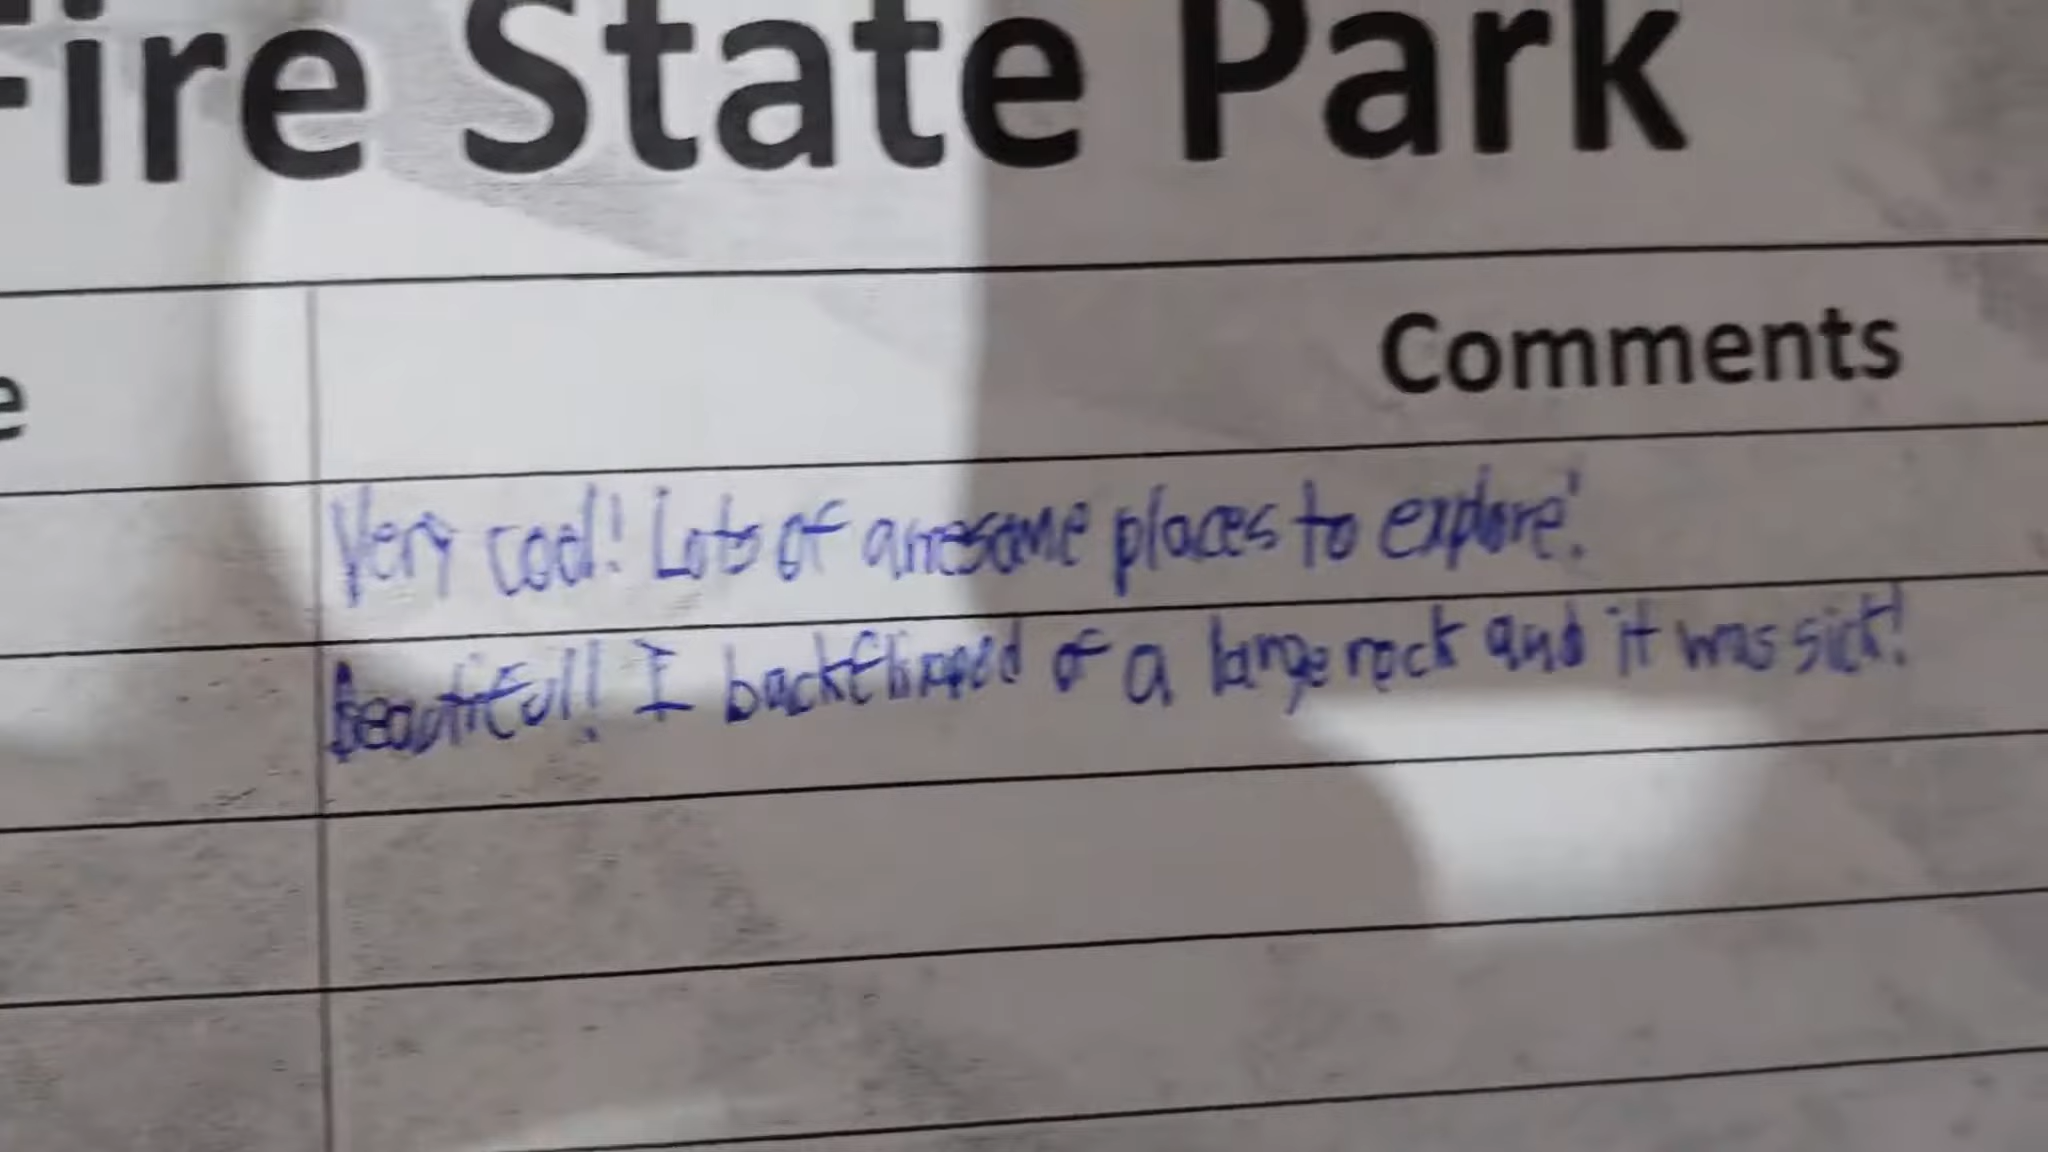 Fire State Park
e
Comments
Very cool! Lots of awesome places to explore!
Beautiful! I backflipped of a large rock and it was sick!